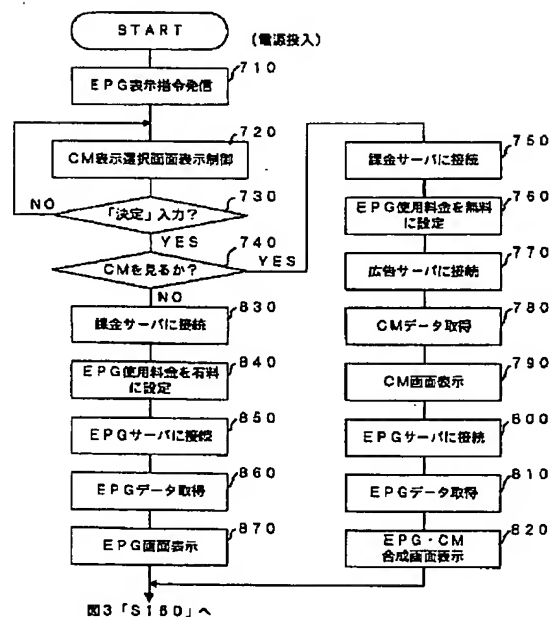 START
(電源投入)
710
EPG表示指令発信
720
CM表示選択画面表示制御
730
「決定」入力?
NO
YES
740
CMを見るか?
YES
NO
830
課金サーバに接続
840
EPG使用料金を有料
に設定
850
EPGサーバに接続
860
EPGデータ取得
870
EPG画面表示
750
課金サーバに接続
760
EPG使用料金を無料
に設定
770
広告サーバに接続
780
CMデータ取得
790
CM画面表示
800
EPGサーバに接続
810
EPGデータ取得
820
EPG・CM
合成画面表示
図3「S160」へ